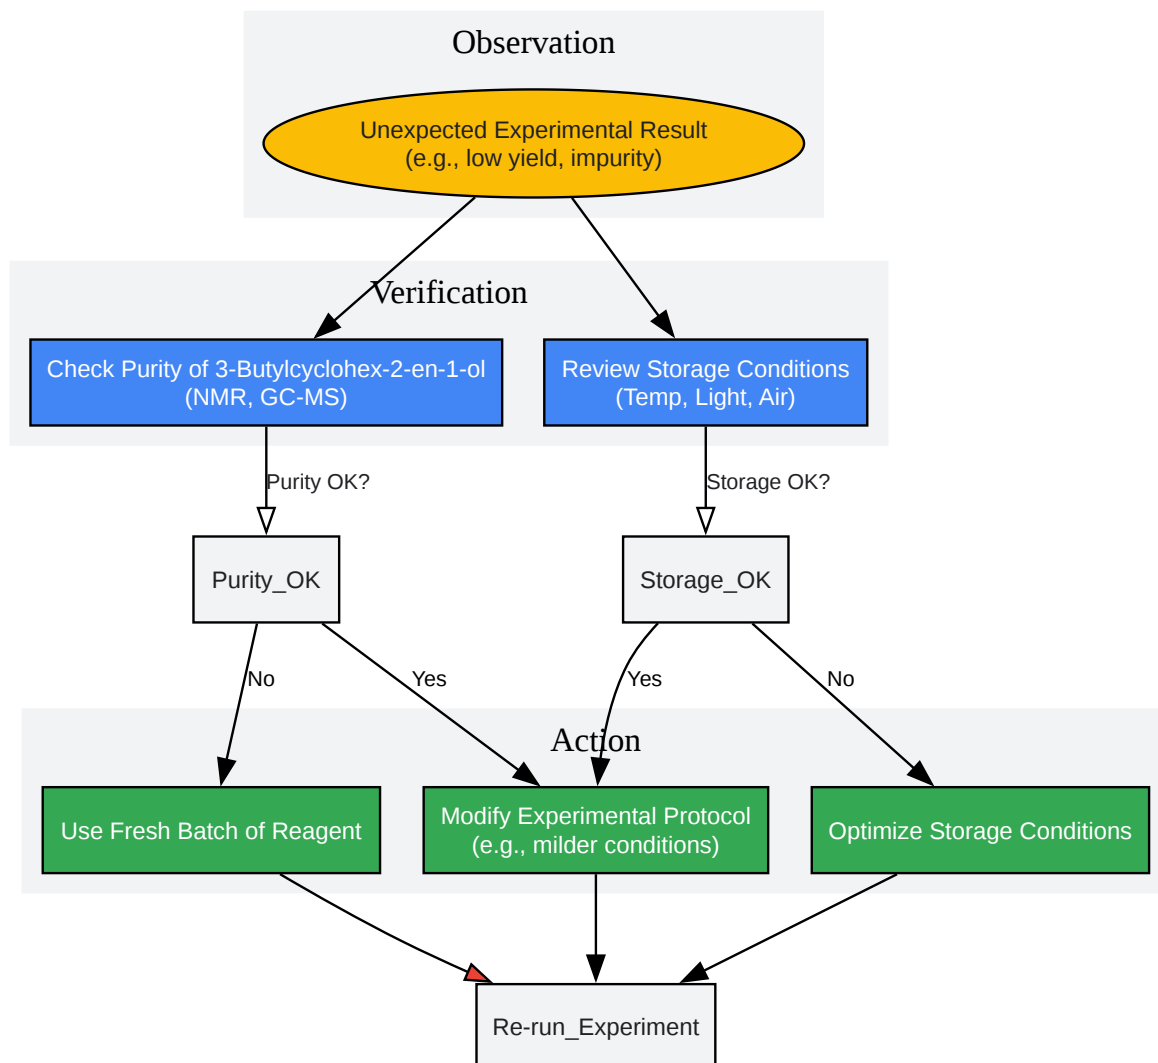 Observation
Unexpected Experimental Result
(e.g., low yield, impurity)
Verification
Check Purity of 3-Butylcyclohex-2-en-1-ol
(NMR, GC-MS)
Review Storage Conditions
(Temp, Light, Air)
Purity OK?
Storage OK?
Purity_OK
Storage_OK
No
Yes
Yes
No
Action
Use Fresh Batch of Reagent
Modify Experimental Protocol
(e.g., milder conditions)
Optimize Storage Conditions
Re-run_Experiment